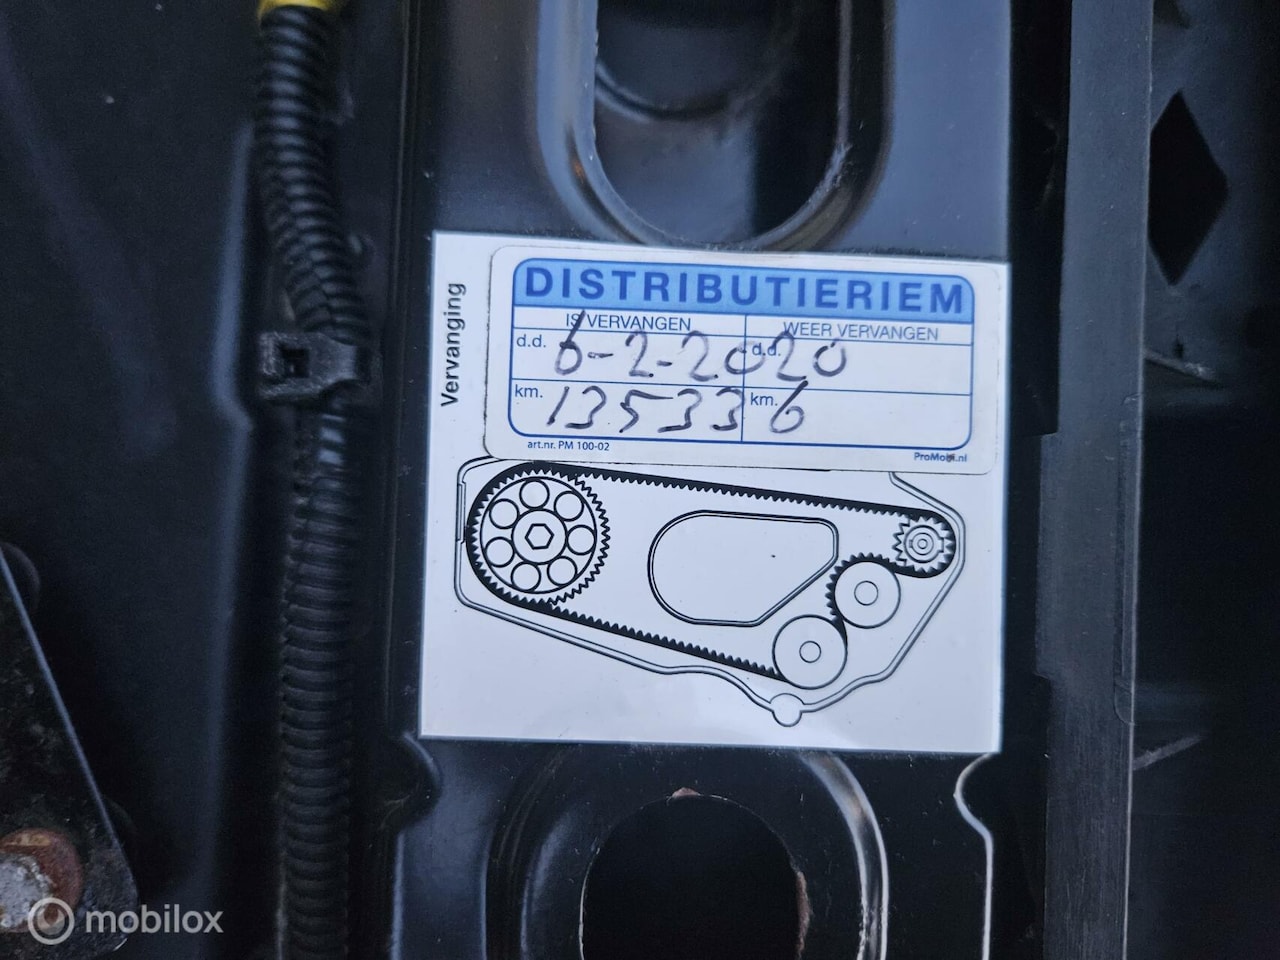 Vervanging
DISTRIBUTIERIEM
IS VERVANGEN
WEER VERVANGEN
d.d. 6-2-2020 d.d.
km. 135336 km.
art.nr. PM 100-02
ProMobi.nl
mobilox